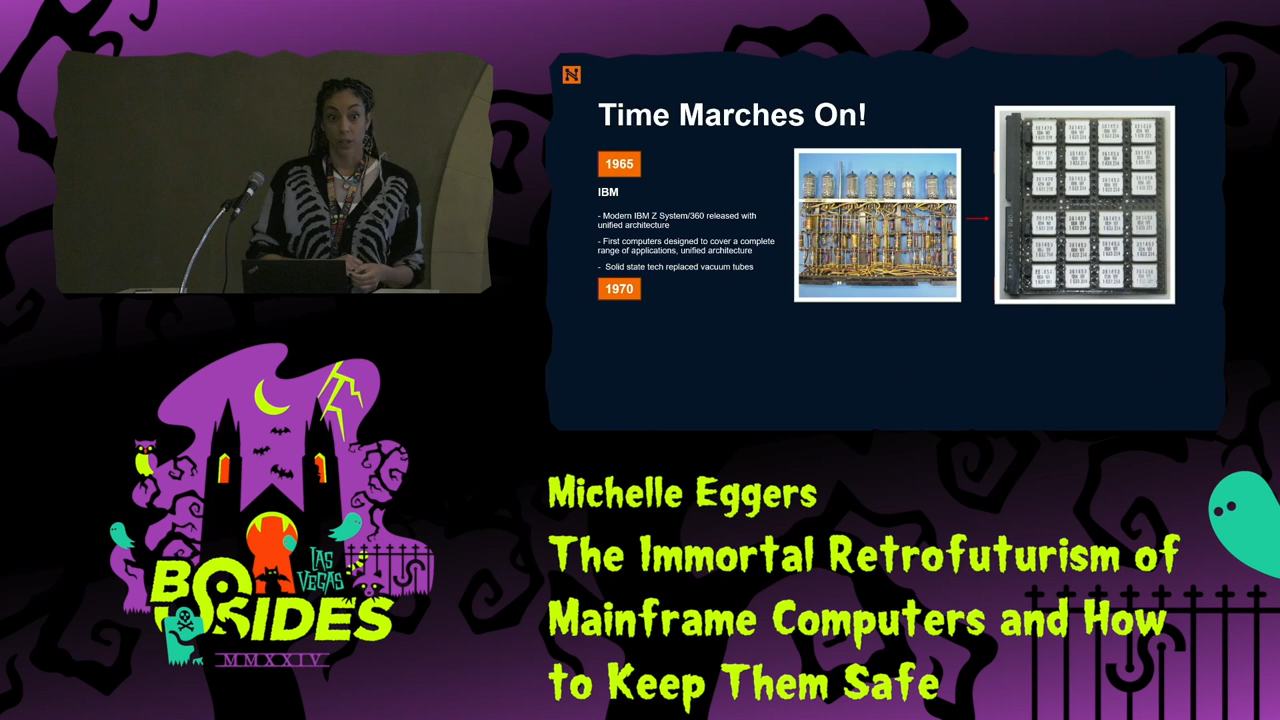 Time Marches On!
1965
IBM
- Modern IBM Z System/360 released with
unified architecture
- First computers designed to cover a complete
range of applications, unified architecture
- Solid state tech replaced vacuum tubes
1970
LAS
VEGAS
BSIDES
MMXXIV
Michelle Eggers
The Immortal Retrofuturism of
Mainframe Computers and How
to Keep Them Safe